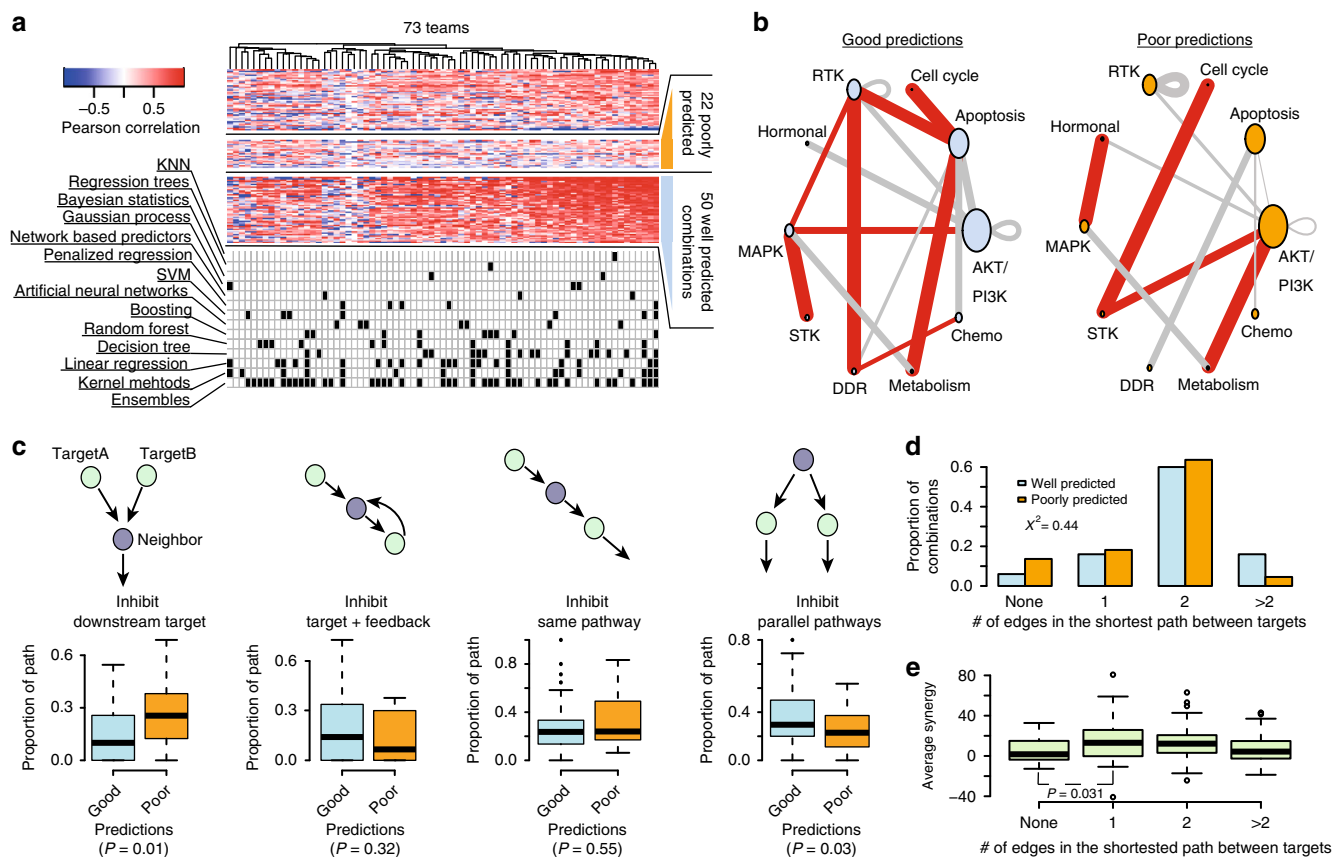 a
73 teams
−0.5
0.5
Pearson correlation
22 poorly
predicted
50 well predicted
combinations
KNN
Regression trees
Bayesian statistics
Gaussian process
Network based predictors
Penalized regression
SVM
Artificial neural networks
Boosting
Random forest
Decision tree
Linear regression
Kernel mehtods
Ensembles
b
Good predictions
RTK
Cell cycle
Apoptosis
Hormonal
MAPK
AKT/
PI3K
STK
Chemo
DDR
Metabolism
Poor predictions
RTK
Cell cycle
Hormonal
Apoptosis
MAPK
AKT/
PI3K
STK
Chemo
DDR
Metabolism
c
TargetA
TargetB
Neighbor
Inhibit
downstream target
Proportion of path
0.6
0.3
0.0
Good
Poor
Predictions
(P = 0.01)
Inhibit
target + feedback
Proportion of path
0.6
0.3
0.0
Good
Poor
Predictions
(P = 0.32)
Inhibit
same pathway
Proportion of path
0.8
0.4
0.0
Good
Poor
Predictions
(P = 0.55)
Inhibit
parallel pathways
Proportion of path
0.8
0.4
0.0
Good
Poor
Predictions
(P = 0.03)
d
Proportion of
combinations
0.6
0.4
0.2
0.0
Well predicted
Poorly predicted
X² = 0.44
None
1
2
>2
# of edges in the shortest path between targets
e
Average synergy
80
40
0
−40
P = 0.031
None
1
2
>2
# of edges in the shortested path between targets